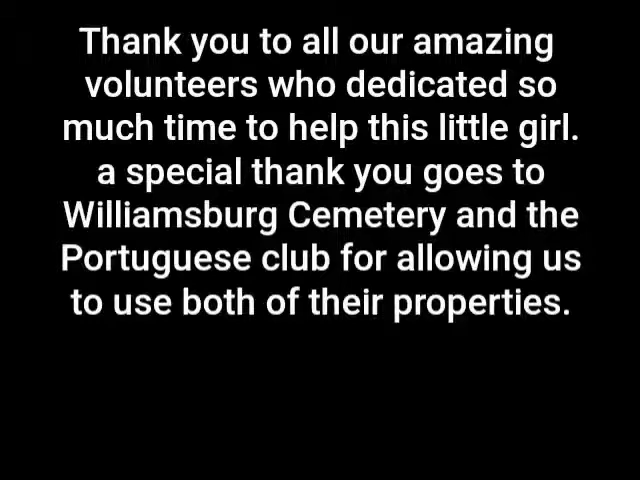 Thank you to all our amazing
volunteers who dedicated so
much time to help this little girl.
a special thank you goes to
Williamsburg Cemetery and the
Portuguese club for allowing us
to use both of their properties.